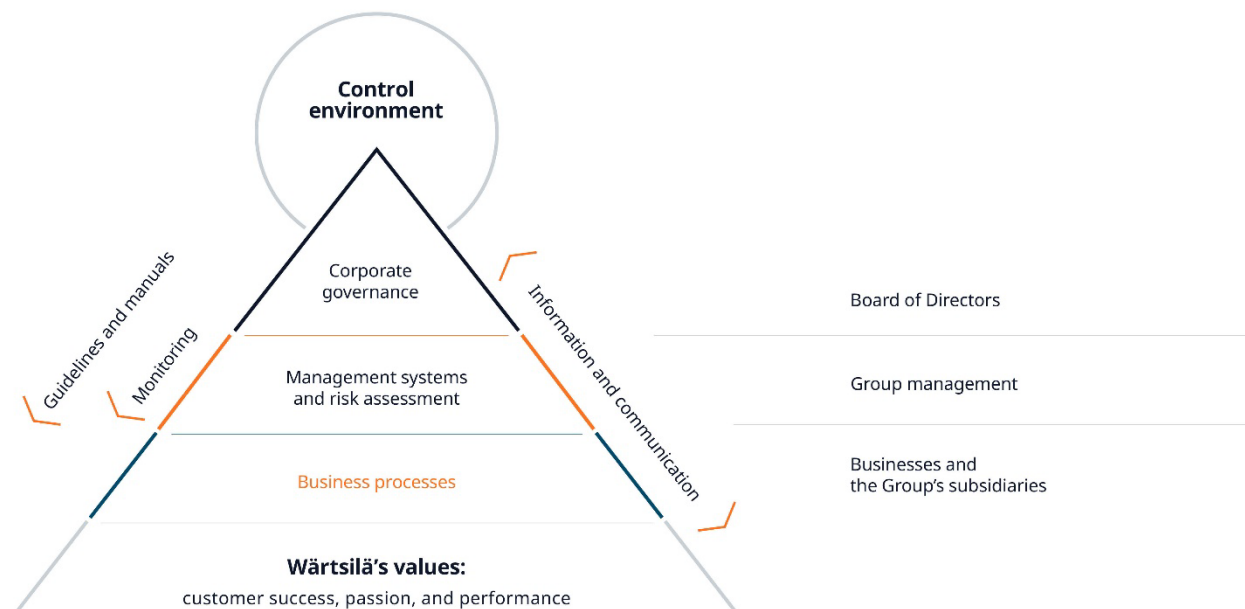 Control
environment
Corporate
governance
Guidelines and manuals
Monitoring
Information and communication
Board of Directors
Management systems
and risk assessment
Group management
Business processes
Businesses and
the Group’s subsidiaries
Wärtsilä’s values:
customer success, passion, and performance